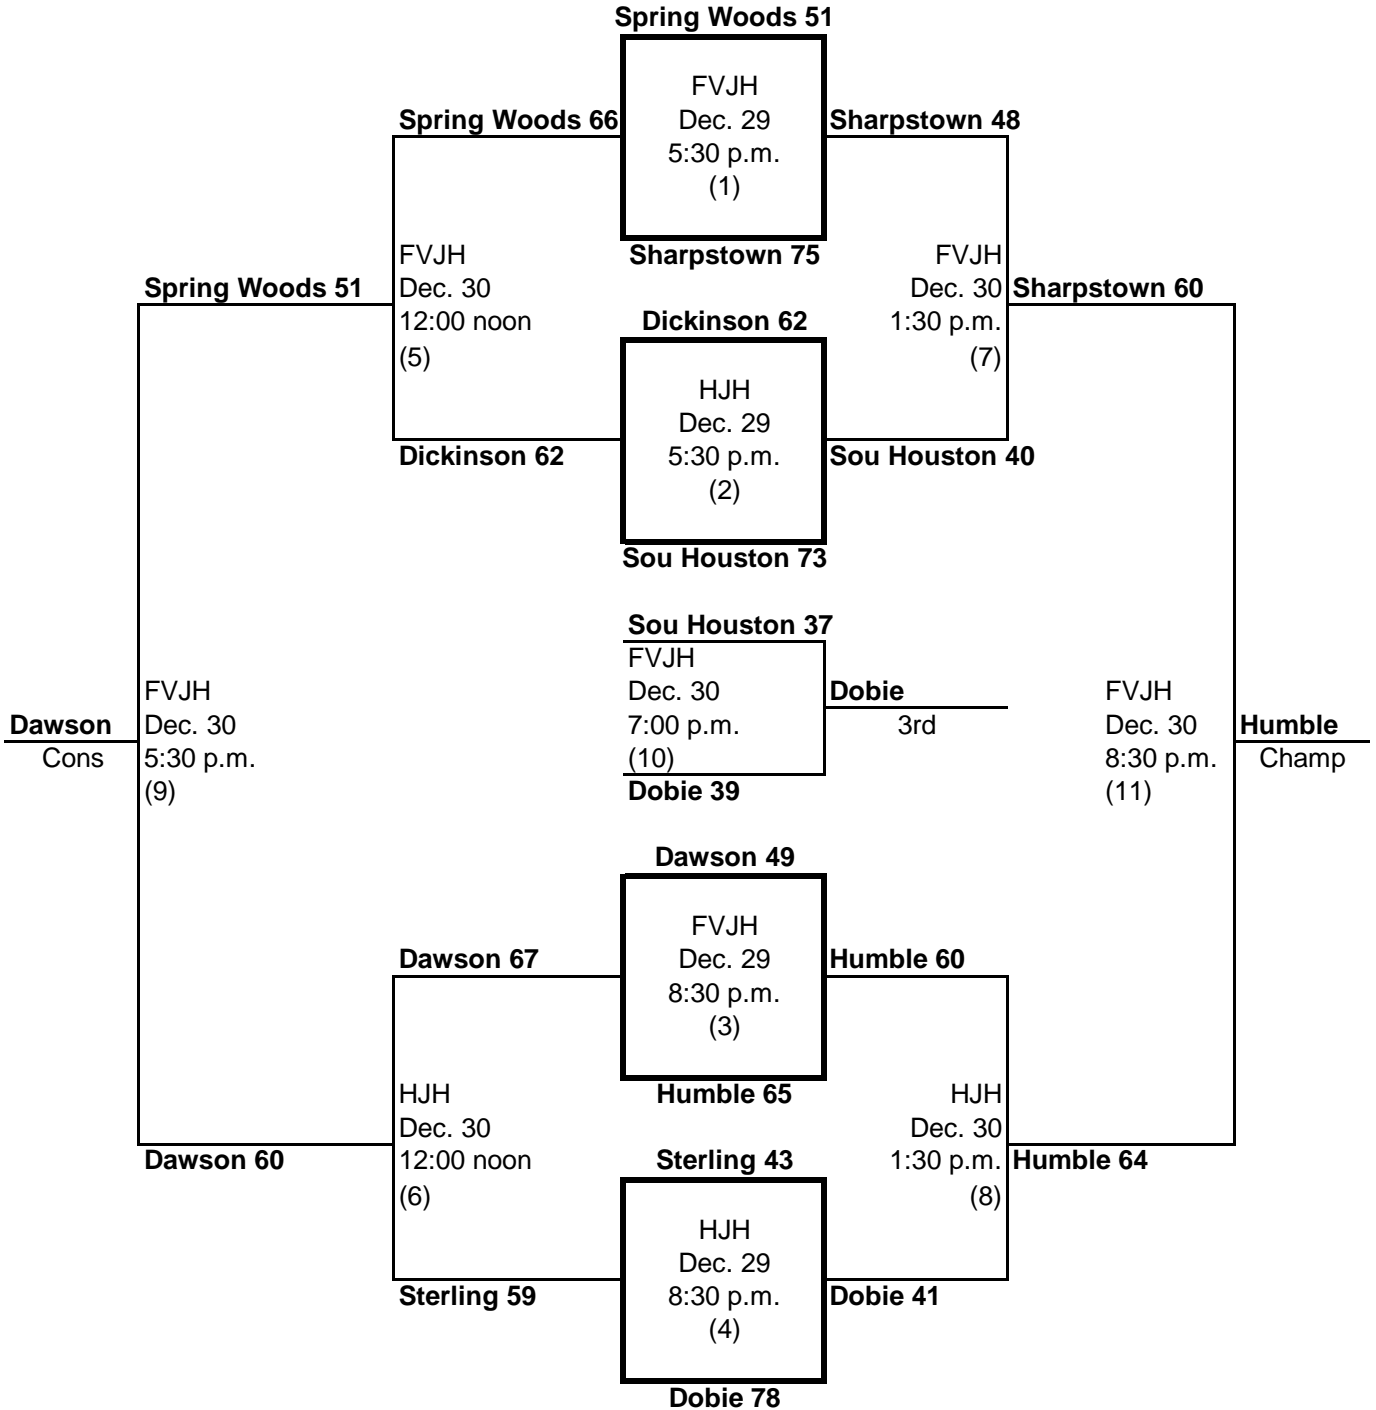 Spring Woods 51
FVJH
Dec. 29
5:30 p.m.
(1)
Sharpstown 75
Spring Woods 66
Sharpstown 48
FVJH
Dec. 30
12:00 noon
(5)
FVJH
Dec. 30
1:30 p.m.
(7)
Spring Woods 51
Sharpstown 60
Dickinson 62
HJH
Dec. 29
5:30 p.m.
(2)
Sou Houston 73
Dickinson 62
Sou Houston 40
Sou Houston 37
FVJH
Dec. 30
7:00 p.m.
(10)
Dobie 39
Dobie
3rd
FVJH
Dec. 30
5:30 p.m.
(9)
Dawson
Cons
FVJH
Dec. 30
8:30 p.m.
(11)
Humble
Champ
Dawson 49
FVJH
Dec. 29
8:30 p.m.
(3)
Humble 65
Dawson 67
Humble 60
HJH
Dec. 30
12:00 noon
(6)
HJH
Dec. 30
1:30 p.m.
(8)
Dawson 60
Humble 64
Sterling 43
HJH
Dec. 29
8:30 p.m.
(4)
Dobie 78
Sterling 59
Dobie 41